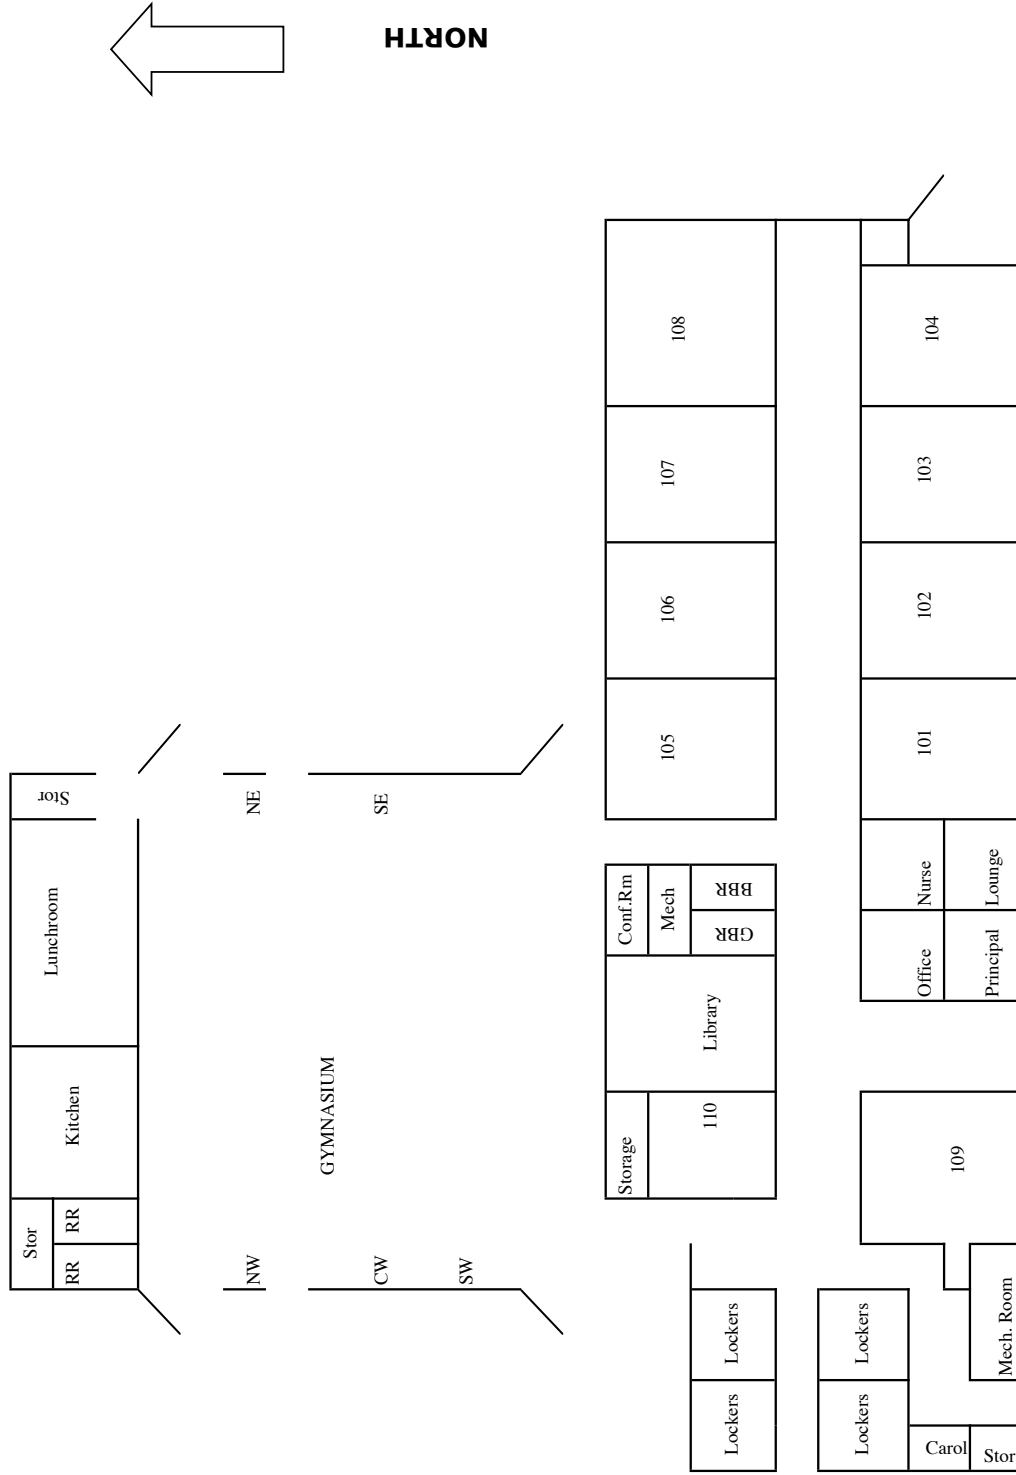 Stor
RR
RR
Kitchen
Lunchroom
Stor
NORTH
NW
NE
GYMNASIUM
CW
SE
SW
Storage
Conf.Rm
105
106
107
108
Mech
110
Library
GBR
BBR
Lockers
Lockers
Lockers
Lockers
109
Office
Nurse
101
102
103
104
Carol
Stor
Mech. Room
Principal
Lounge